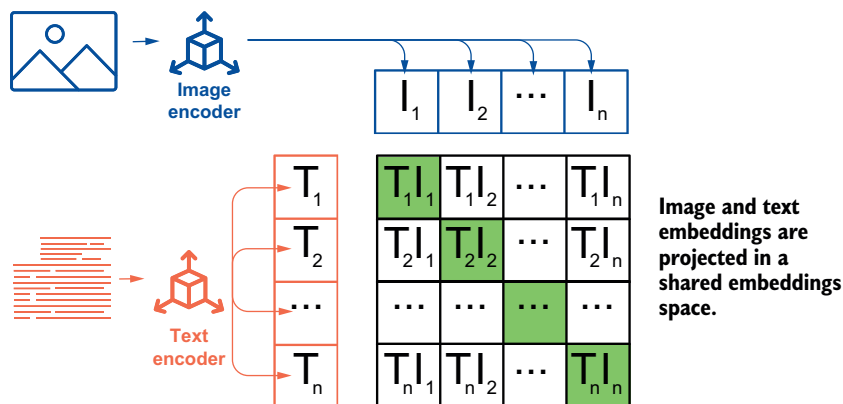 Image
encoder
I1 I2 ... In
T1 T1I1 T1I2 ... T1In
T2 T2I1 T2I2 ... T2In
... ... ... ... ...
Tn TnI1 TnI2 ... TnIn
Text
encoder
Image and text
embeddings are
projected in a
shared embeddings
space.